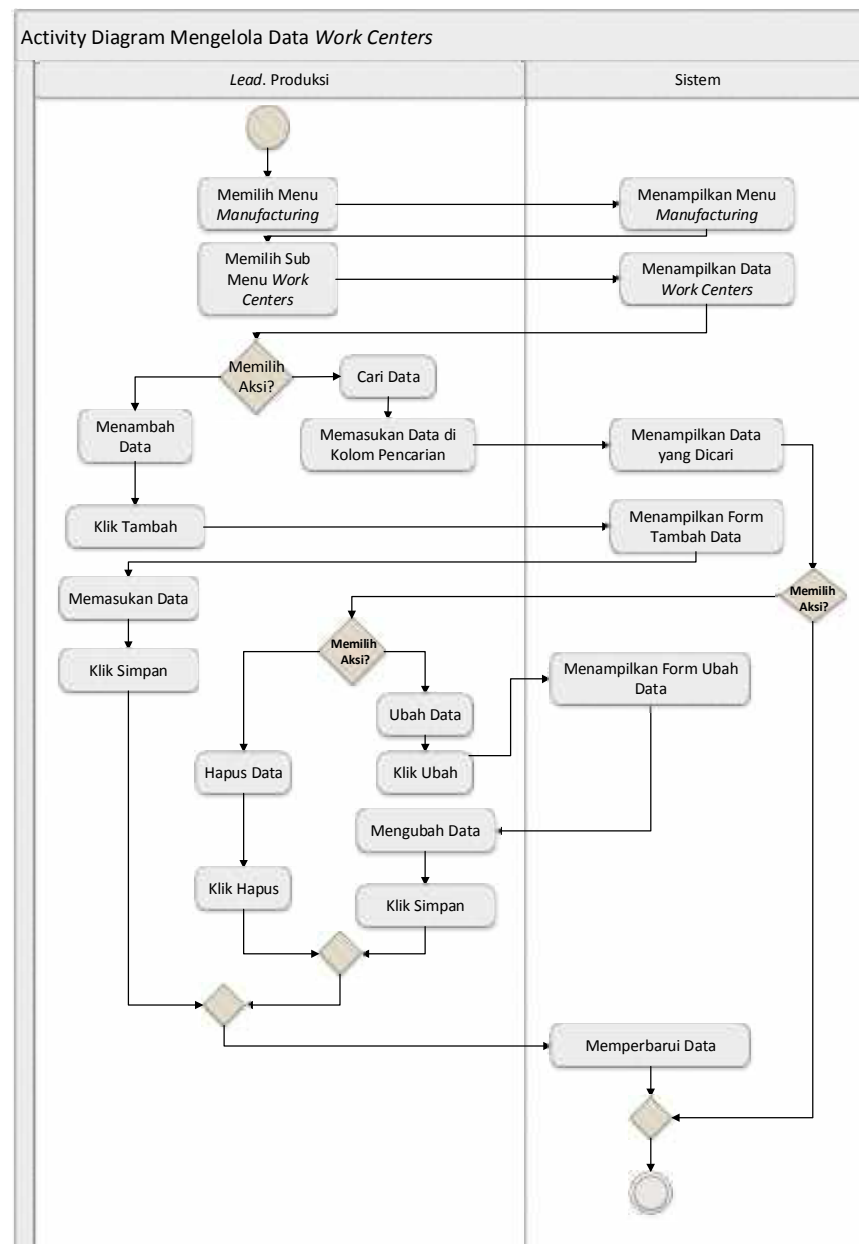 Activity Diagram Mengelola Data Work Centers
Lead. Produksi
Sistem
Memilih Menu
Manufacturing
Menampilkan Menu
Manufacturing
Memilih Sub
Menu Work
Centers
Menampilkan Data
Work Centers
Memilih
Aksi?
Cari Data
Menambah
Data
Memasukan Data di
Kolom Pencarian
Menampilkan Data
yang Dicari
Klik Tambah
Menampilkan Form
Tambah Data
Memasukan Data
Memilih
Aksi?
Memilih
Aksi?
Klik Simpan
Menampilkan Form Ubah
Data
Ubah Data
Hapus Data
Klik Ubah
Mengubah Data
Klik Hapus
Klik Simpan
Memperbarui Data